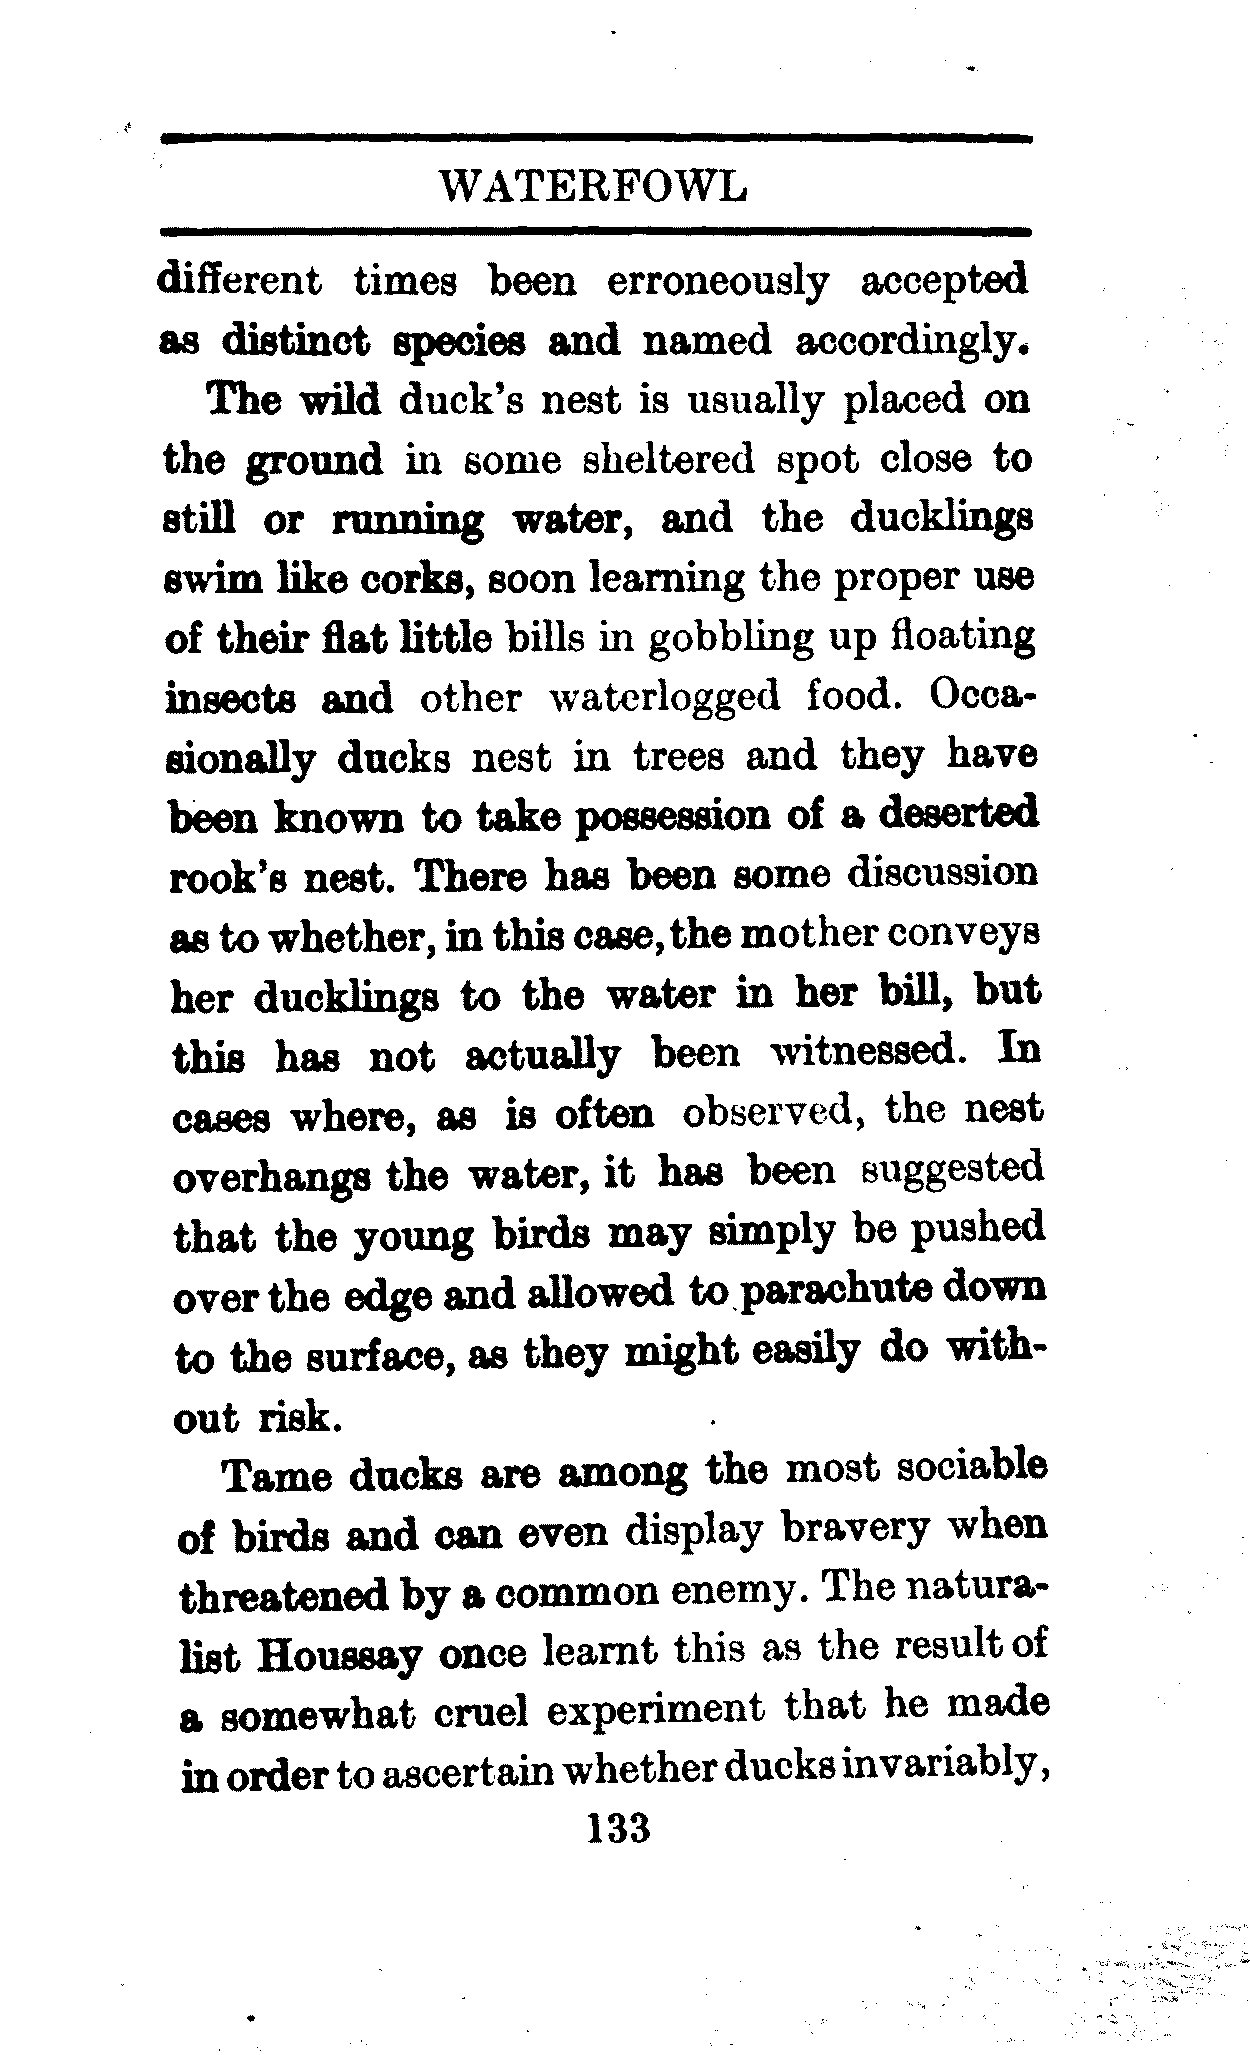 WATERFOWL
different times been erroneously accepted
as distinct species and named accordingly.
The wild duck's nest is usually placed on
the ground in some sheltered spot close to
still or running water, and the ducklings
swim like corks, soon learning the proper use
of their flat little bills in gobbling up floating
insects and other waterlogged food. Occa-
sionally ducks nest in trees and they have
been known to take possession of a deserted
rook's nest. There has been some discussion
as to whether, in this case, the mother conveys
her ducklings to the water in her bill, but
this has not actually been witnessed. In
cases where, as is often observed, the nest
overhangs the water, it has been suggested
that the young birds may simply be pushed
over the edge and allowed to parachute down
to the surface, as they might easily do with-
out risk.
Tame ducks are among the most sociable
of birds and can even display bravery when
threatened by a common enemy. The natura-
list Houssay once learnt this as the result of
a somewhat cruel experiment that he made
in order to ascertain whether ducks invariably,
133